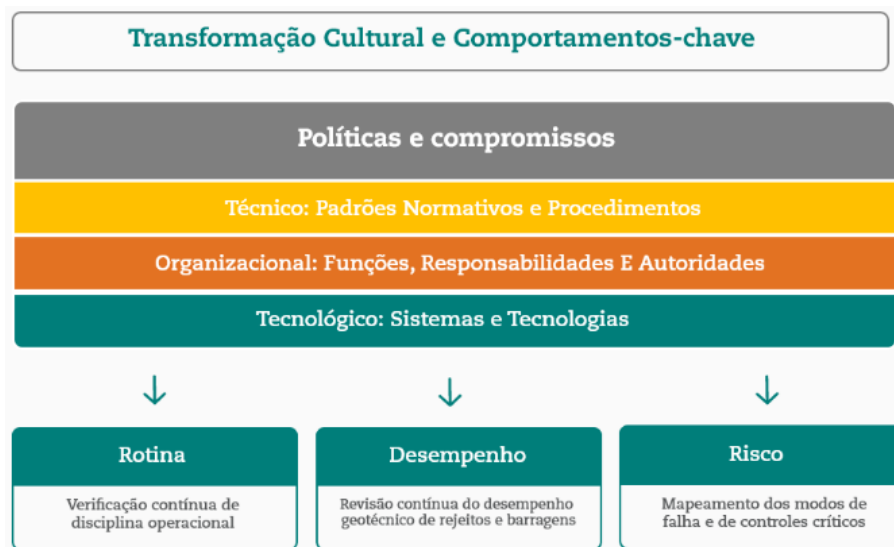 Transformação Cultural e Comportamentos-chave
Políticas e compromissos
Técnico: Padrões Normativos e Procedimentos
Organizacional: Funções, Responsabilidades E Autoridades
Tecnológico: Sistemas e Tecnologias
Rotina
Verificação contínua de
disciplina operacional
Desempenho
Revisão contínua do desempenho
geotécnico de rejeitos e barragens
Risco
Mapeamento dos modos de
falha e de controles críticos